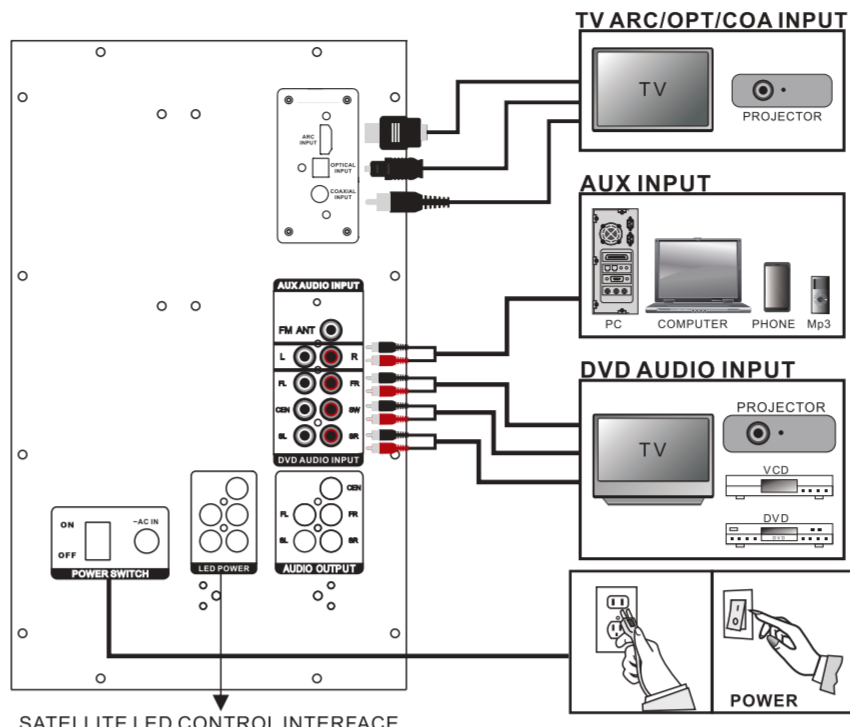 TV ARC/OPT/COA INPUT
TV
PROJECTOR
ARC
INPUT
OPTICAL
INPUT
COAXIAL
INPUT
AUX INPUT
PC COMPUTER PHONE Mp3
AUX AUDIO INPUT
FM ANT
L R
FL FR
CEN SW
SL SR
DVD AUDIO INPUT
DVD AUDIO INPUT
PROJECTOR
TV
VCD
DVD
DVD
ON
OFF
~AC IN
POWER SWITCH
LED POWER
CEN
FL FR
SL SR
AUDIO OUTPUT
POWER
SATELLITE LED CONTROL INTERFACE